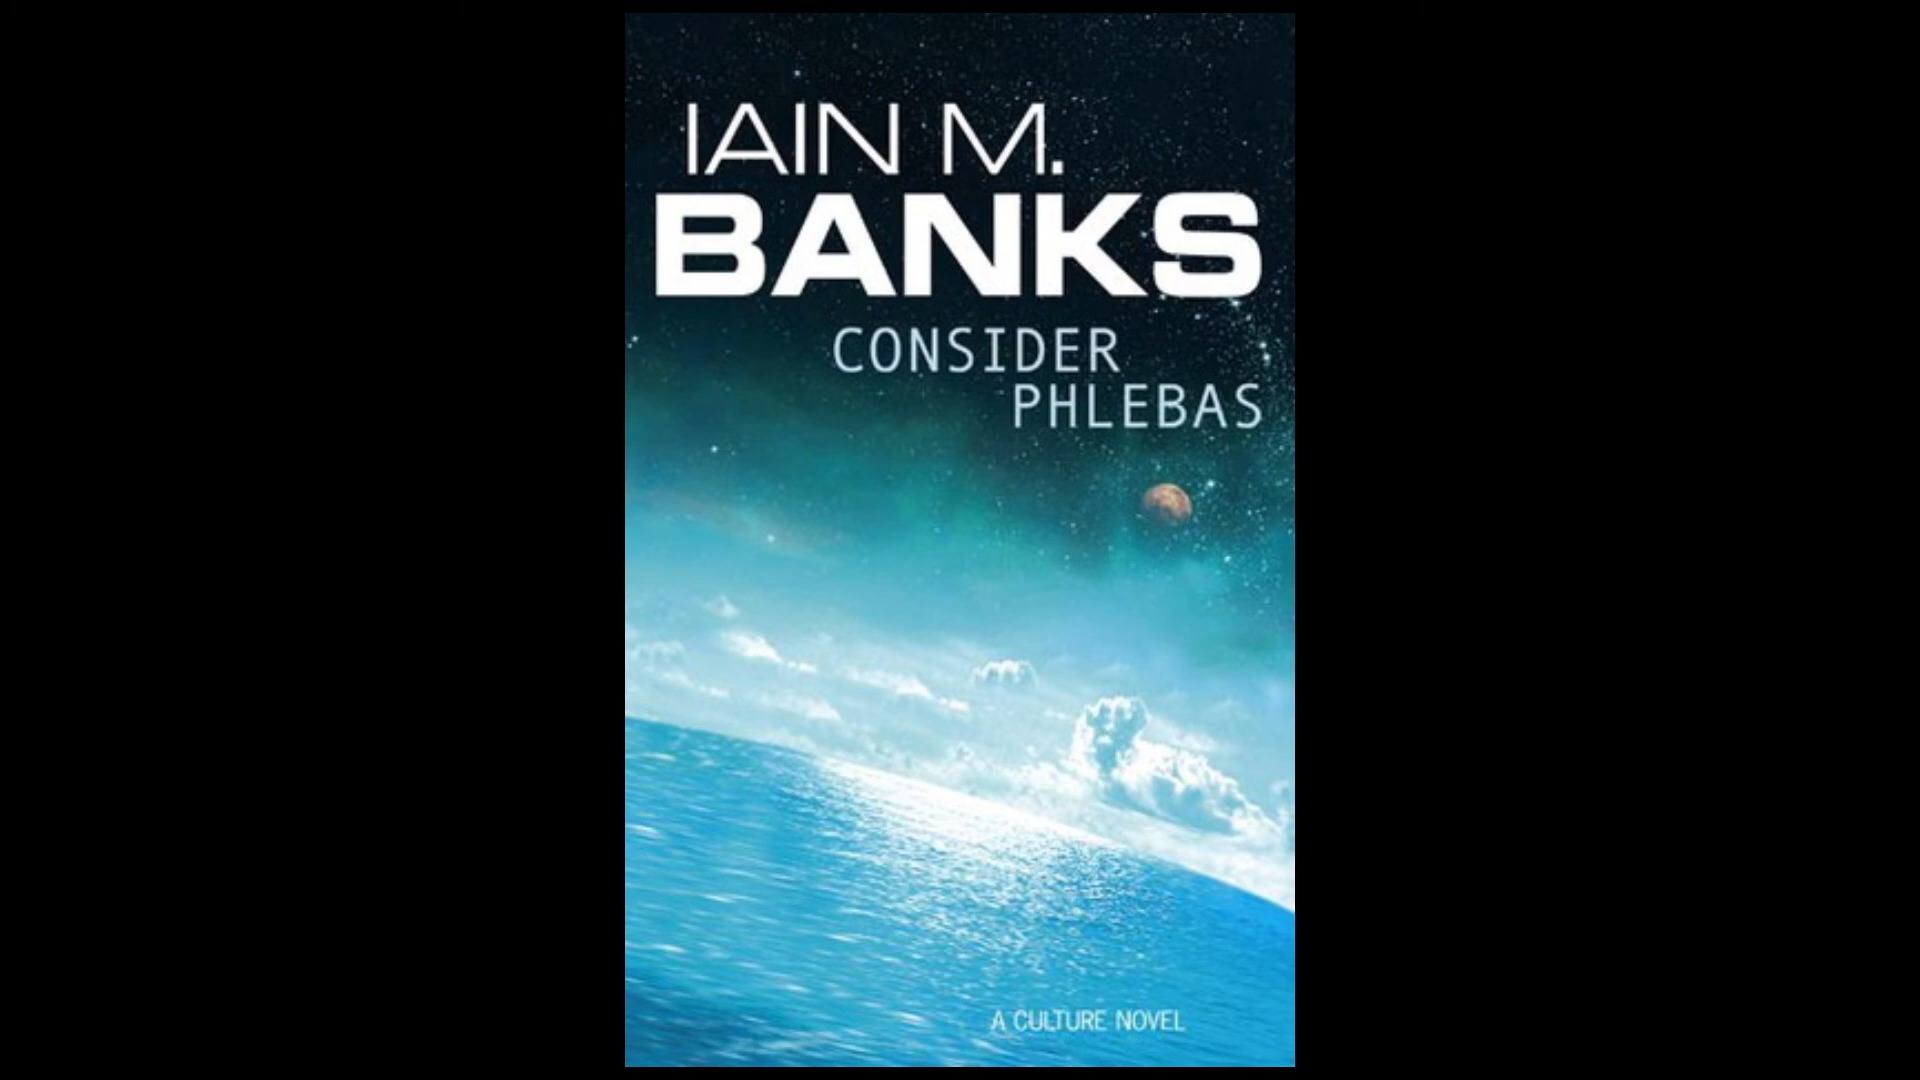 IAIN M.
BANKS
CONSIDER
PHLEBAS
A CULTURE NOVEL